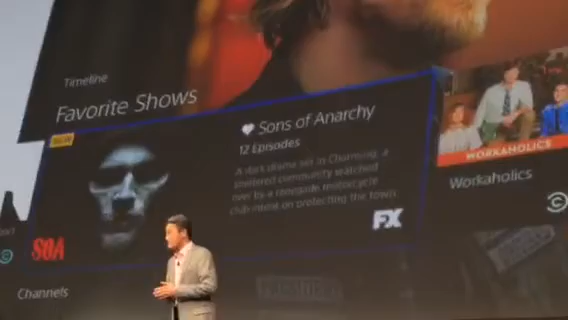 Timeline
Favorite Shows
Sons of Anarchy
12 Episodes
A dark drama set in Charming, a
sheltered community watched
over by a renegade motorcycle
club intent on protecting the town.
SOA
FX
WORKAHOLICS
Workaholics
Channels